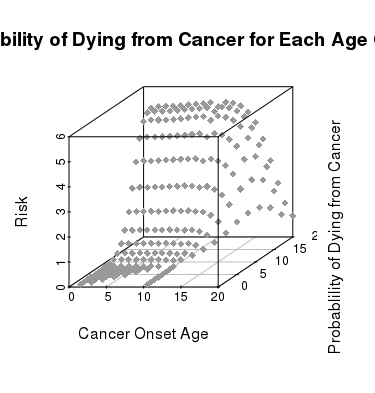 bility of Dying from Cancer for Each Age
6
5
4
3
2
1
0
Risk
0 5 10 15 20
Cancer Onset Age
0 5 10 15 2
Probablility of Dying from Cancer